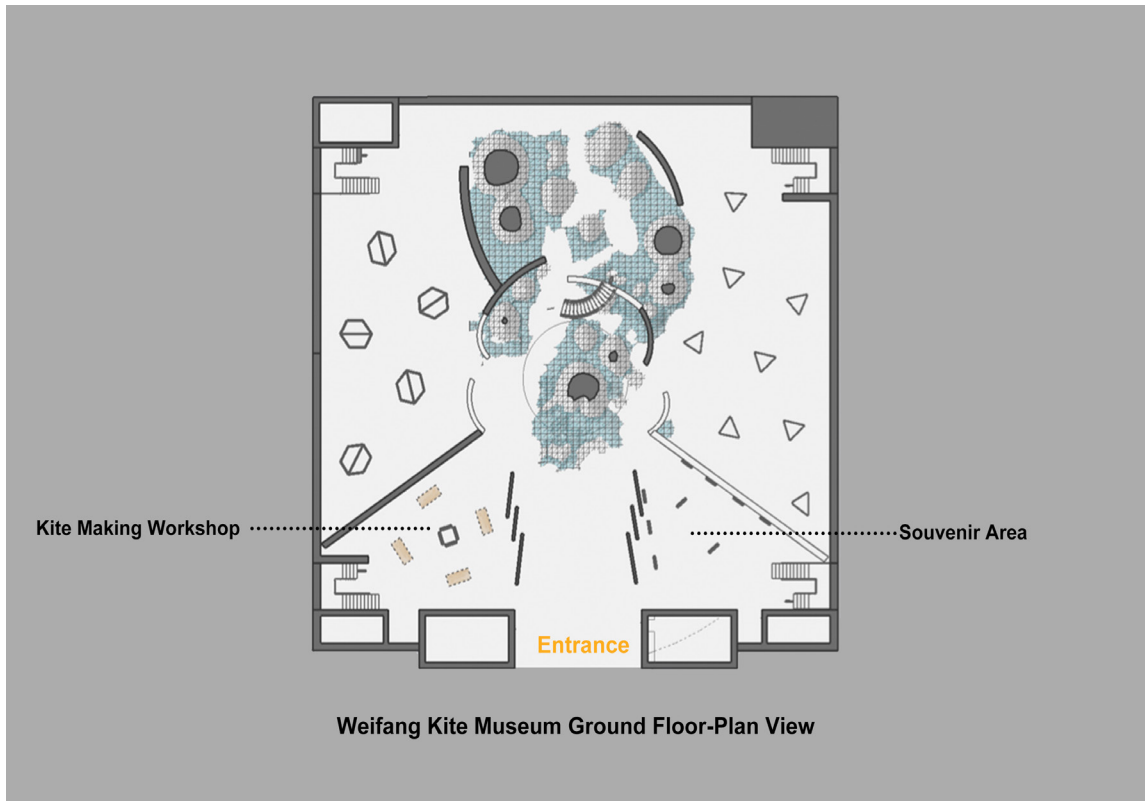 Kite Making Workshop
Souvenir Area
Entrance
Weifang Kite Museum Ground Floor-Plan View